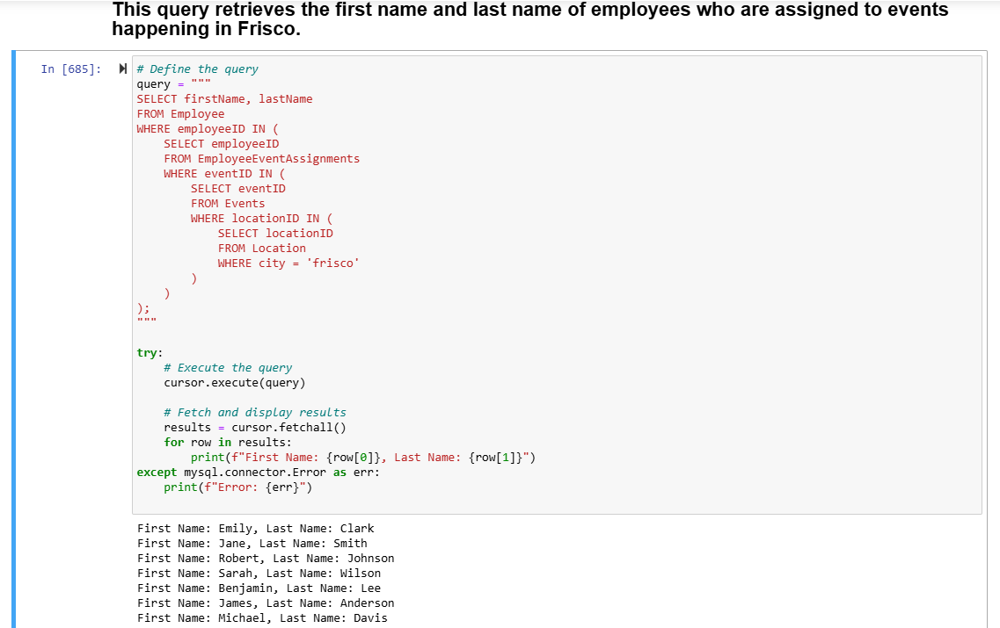 This query retrieves the first name and last name of employees who are assigned to events
happening in Frisco.
In [685]:
# Define the query
query = """
SELECT firstName, lastName
FROM Employee
WHERE employeeID IN (
    SELECT employeeID
    FROM EmployeeEventAssignments
    WHERE eventID IN (
        SELECT eventID
        FROM Events
        WHERE locationID IN (
            SELECT locationID
            FROM Location
            WHERE city = 'frisco'
        )
    )
);
"""
try:
    # Execute the query
    cursor.execute(query)
    # Fetch and display results
    results = cursor.fetchall()
    for row in results:
        print(f"First Name: {row[0]}, Last Name: {row[1]}")
except mysql.connector.Error as err:
    print(f"Error: {err}")
First Name: Emily, Last Name: Clark
First Name: Jane, Last Name: Smith
First Name: Robert, Last Name: Johnson
First Name: Sarah, Last Name: Wilson
First Name: Benjamin, Last Name: Lee
First Name: James, Last Name: Anderson
First Name: Michael, Last Name: Davis